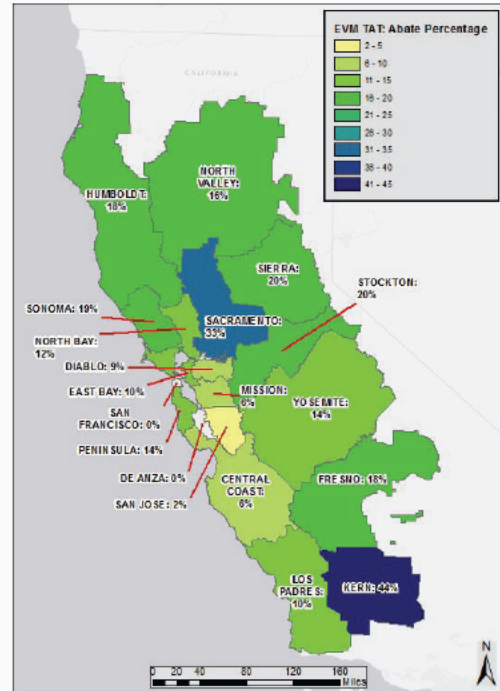 EVM TAT: Abate Percentage
2 - 5
6 - 10
11 - 15
16 - 20
21 - 25
26 - 30
31 - 35
36 - 40
41 - 45
CALIFORNIA
HUMBOLDT:
18%
NORTH
VALLEY:
16%
SIERRA:
20%
STOCKTON:
20%
SONOMA: 19%
SACRAMENTO:
33%
NORTH BAY:
12%
DIABLO: 9%
MISSION:
6%
EAST BAY: 10%
YOSEMITE:
14%
SAN
FRANCISCO: 0%
PENINSULA: 14%
DE ANZA: 0%
SAN JOSE: 2%
CENTRAL
COAST:
6%
FRESNO: 18%
LOS
PADRES:
10%
KERN: 44%
N
0 20 40 80 120 160
Miles